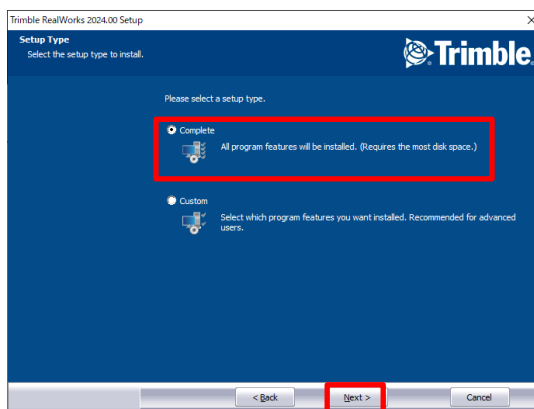 Trimble RealWorks 2024.00 Setup
Setup Type
Select the setup type to install.
Trimble
Please select a setup type.
Complete
All program features will be installed. (Requires the most disk space.)
Custom
Select which program features you want installed. Recommended for advanced
users.
< Back
Next >
Cancel